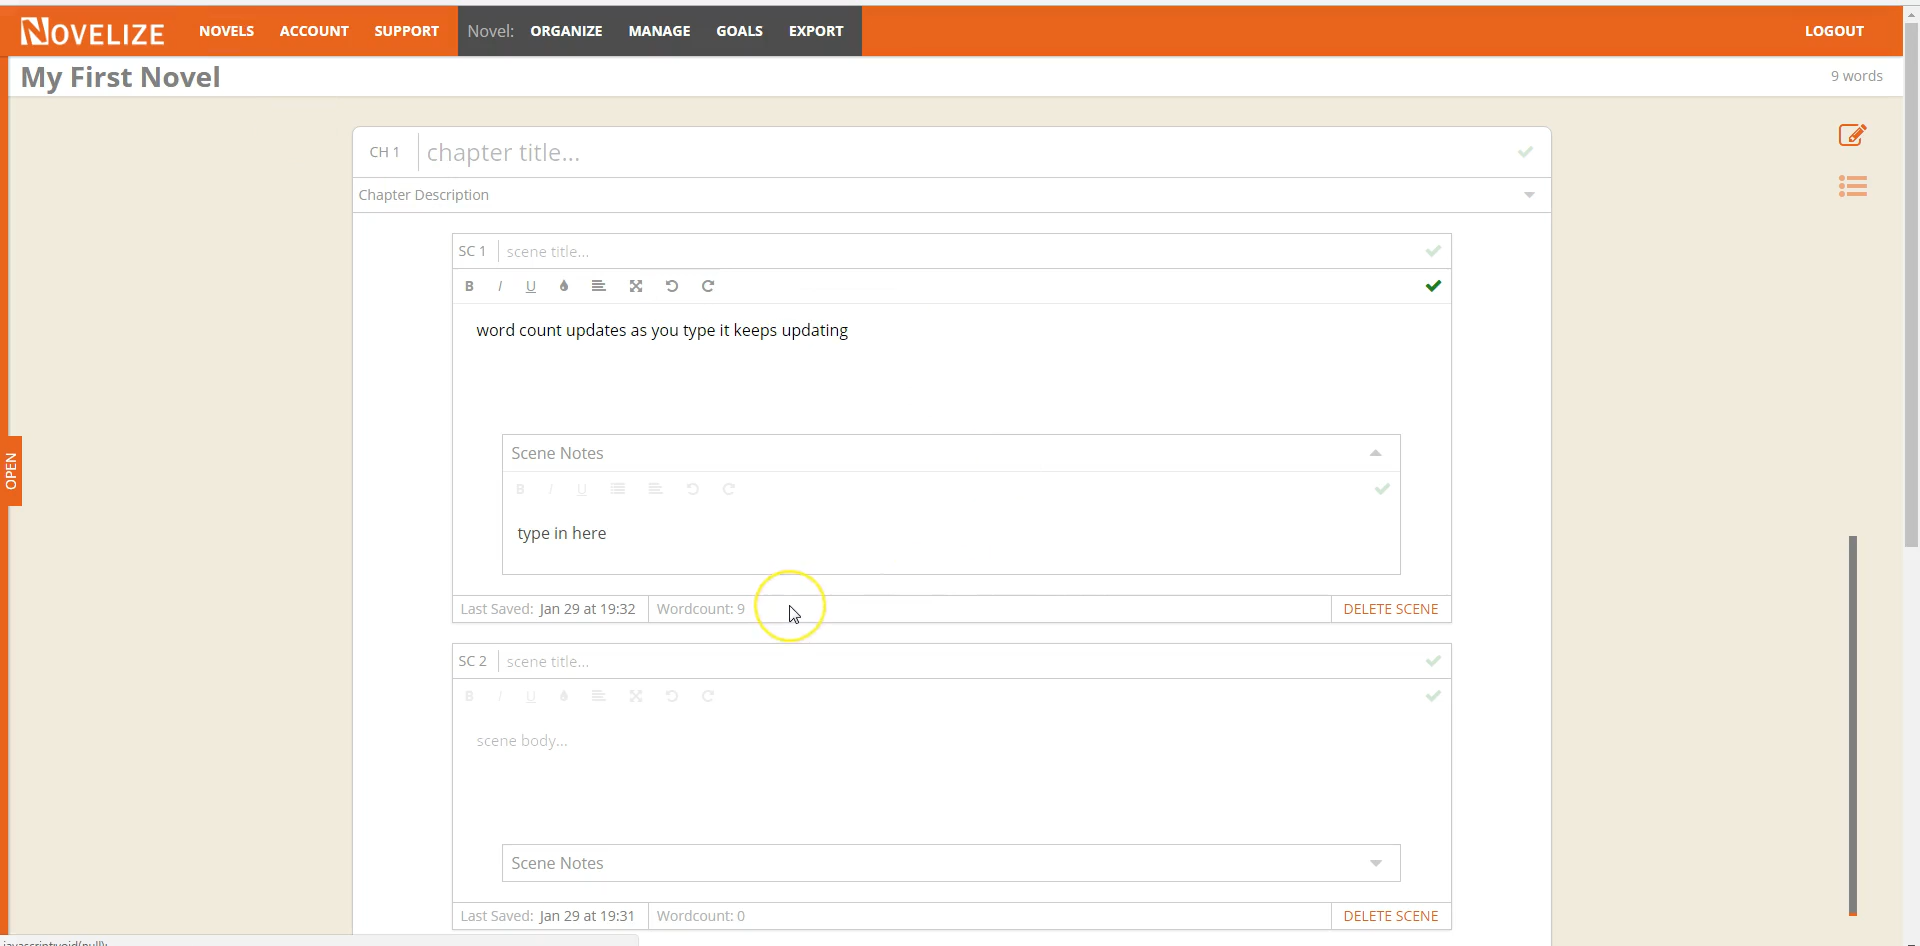 NOVELIZE NOVELS ACCOUNT SUPPORT Novel: ORGANIZE MANAGE GOALS EXPORT LOGOUT
My First Novel 9 words
CH 1 chapter title...
Chapter Description
SC 1 scene title...
B I U
word count updates as you type it keeps updating
Scene Notes
B I U
OPEN
type in here
Last Saved: Jan 29 at 19:32 Wordcount: 9 DELETE SCENE
SC 2 scene title...
B I U
scene body...
Scene Notes
Last Saved: Jan 29 at 19:31 Wordcount: 0 DELETE SCENE